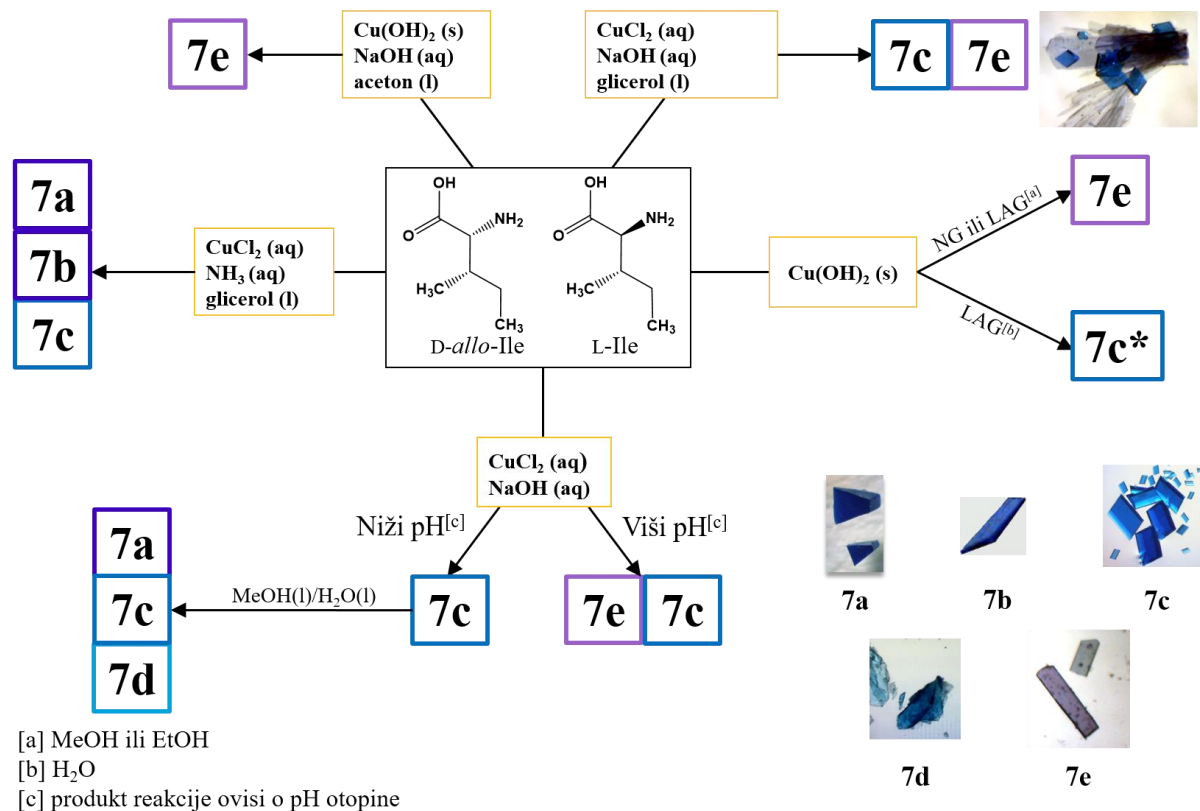 7e
Cu(OH)₂ (s)
NaOH (aq)
aceton (l)
CuCl₂ (aq)
NaOH (aq)
glicerol (l)
7c
7e
7a
7b
7c
CuCl₂ (aq)
NH₃ (aq)
glicerol (l)
OH
O
NH₂
H₃C
CH₃
D-allo-Ile
OH
O
NH₂
H₃C
CH₃
L-Ile
Cu(OH)₂ (s)
NG ili LAG[a]
7e
LAG[b]
7c*
CuCl₂ (aq)
NaOH (aq)
Niži pH[c]
Viši pH[c]
7a
7c
7d
MeOH(l)/H₂O(l)
7c
7e
7c
7a
7b
7c
7d
7e
[a] MeOH ili EtOH
[b] H₂O
[c] produkt reakcije ovisi o pH otopine